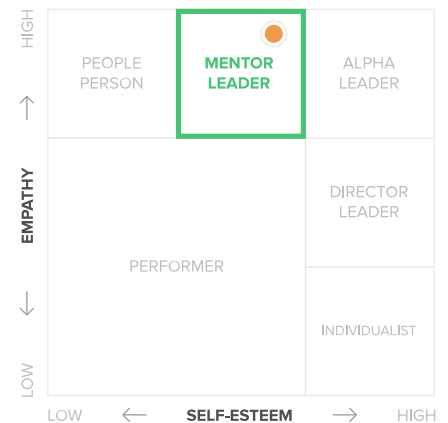 HIGH
PEOPLE
PERSON
MENTOR
LEADER
ALPHA
LEADER
EMPATHY
DIRECTOR
LEADER
PERFORMER
INDIVIDUALIST
LOW
LOW
SELF-ESTEEM
HIGH